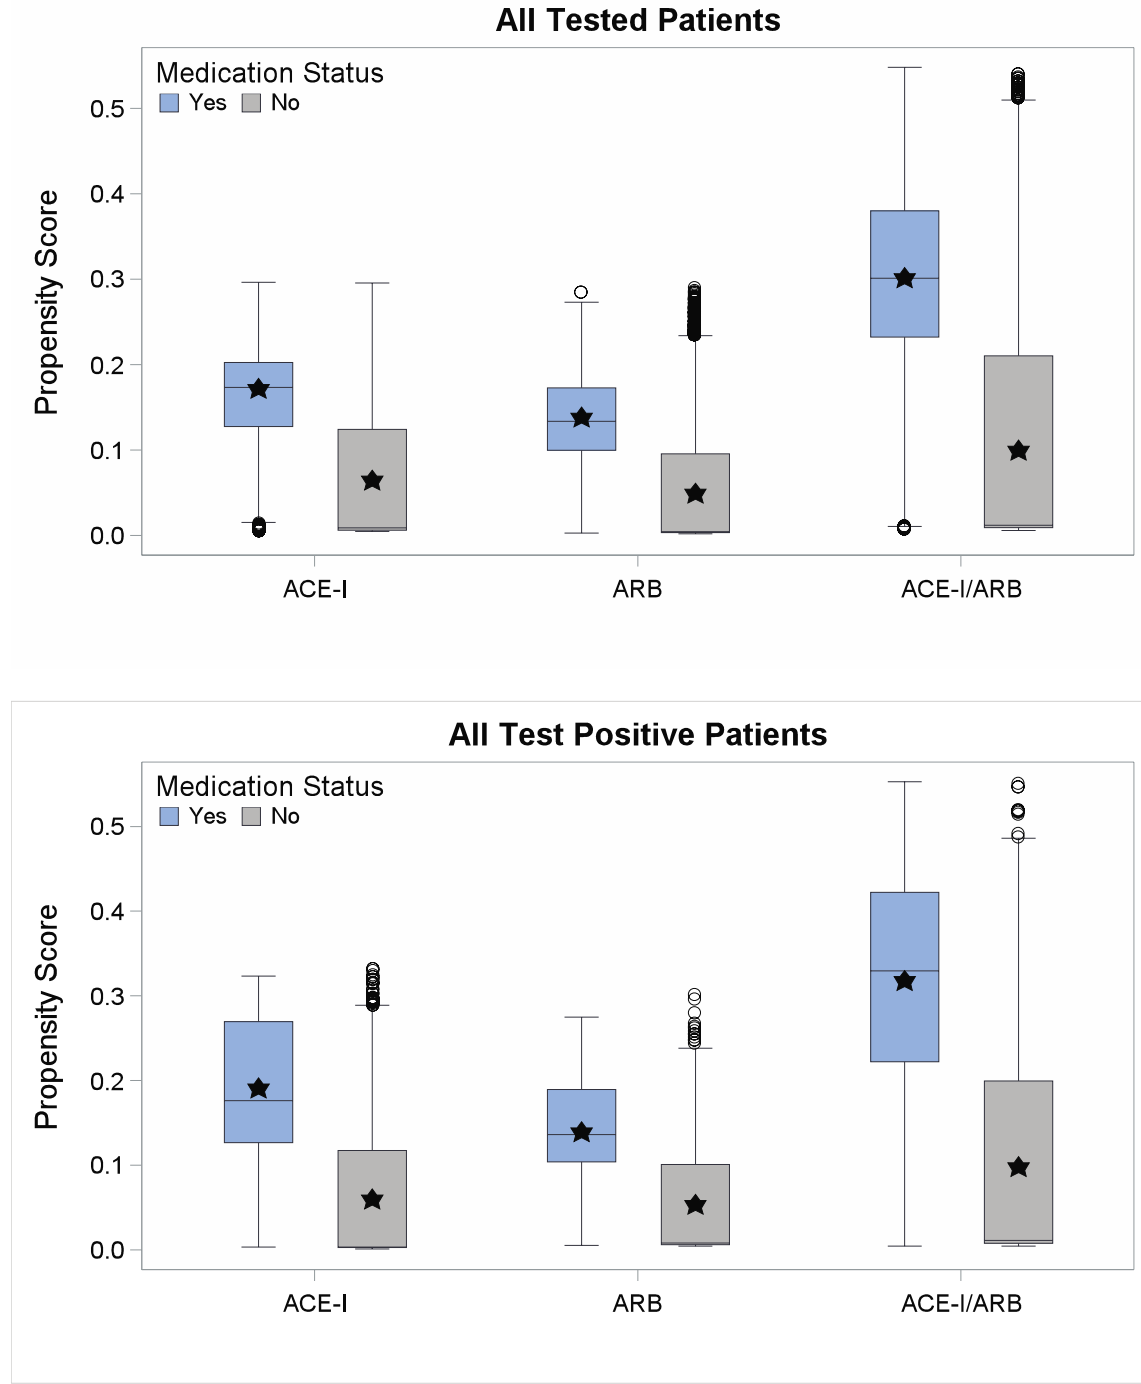 All Tested Patients
Medication Status
Yes No
Propensity Score
0.5
0.4
0.3
0.2
0.1
0.0
ACE-I ARB ACE-I/ARB
All Test Positive Patients
Medication Status
Yes No
Propensity Score
0.5
0.4
0.3
0.2
0.1
0.0
ACE-I ARB ACE-I/ARB